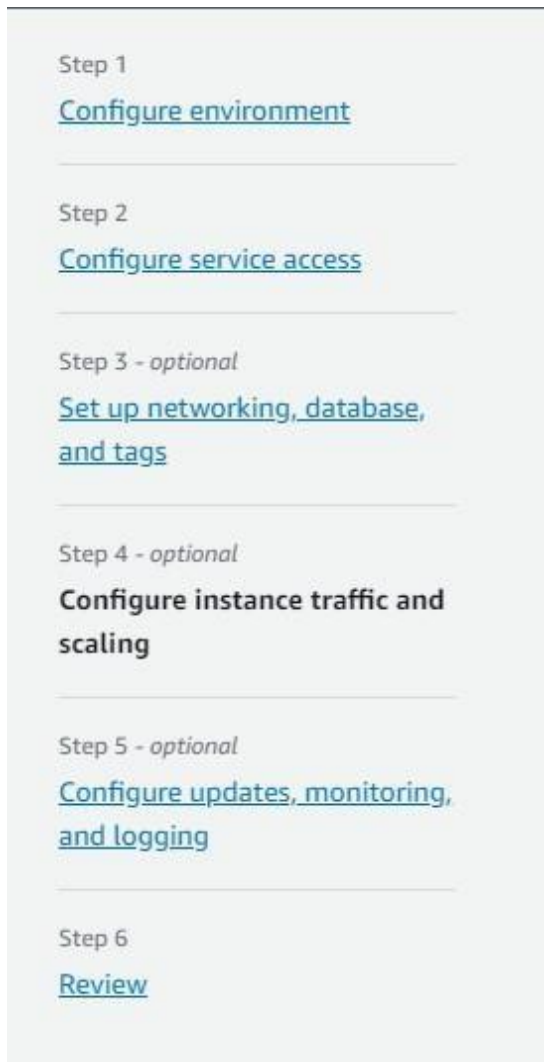 Step 1
Configure environment
Step 2
Configure service access
Step 3 - optional
Set up networking, database,
and tags
Step 4 - optional
Configure instance traffic and
scaling
Step 5 - optional
Configure updates, monitoring,
and logging
Step 6
Review